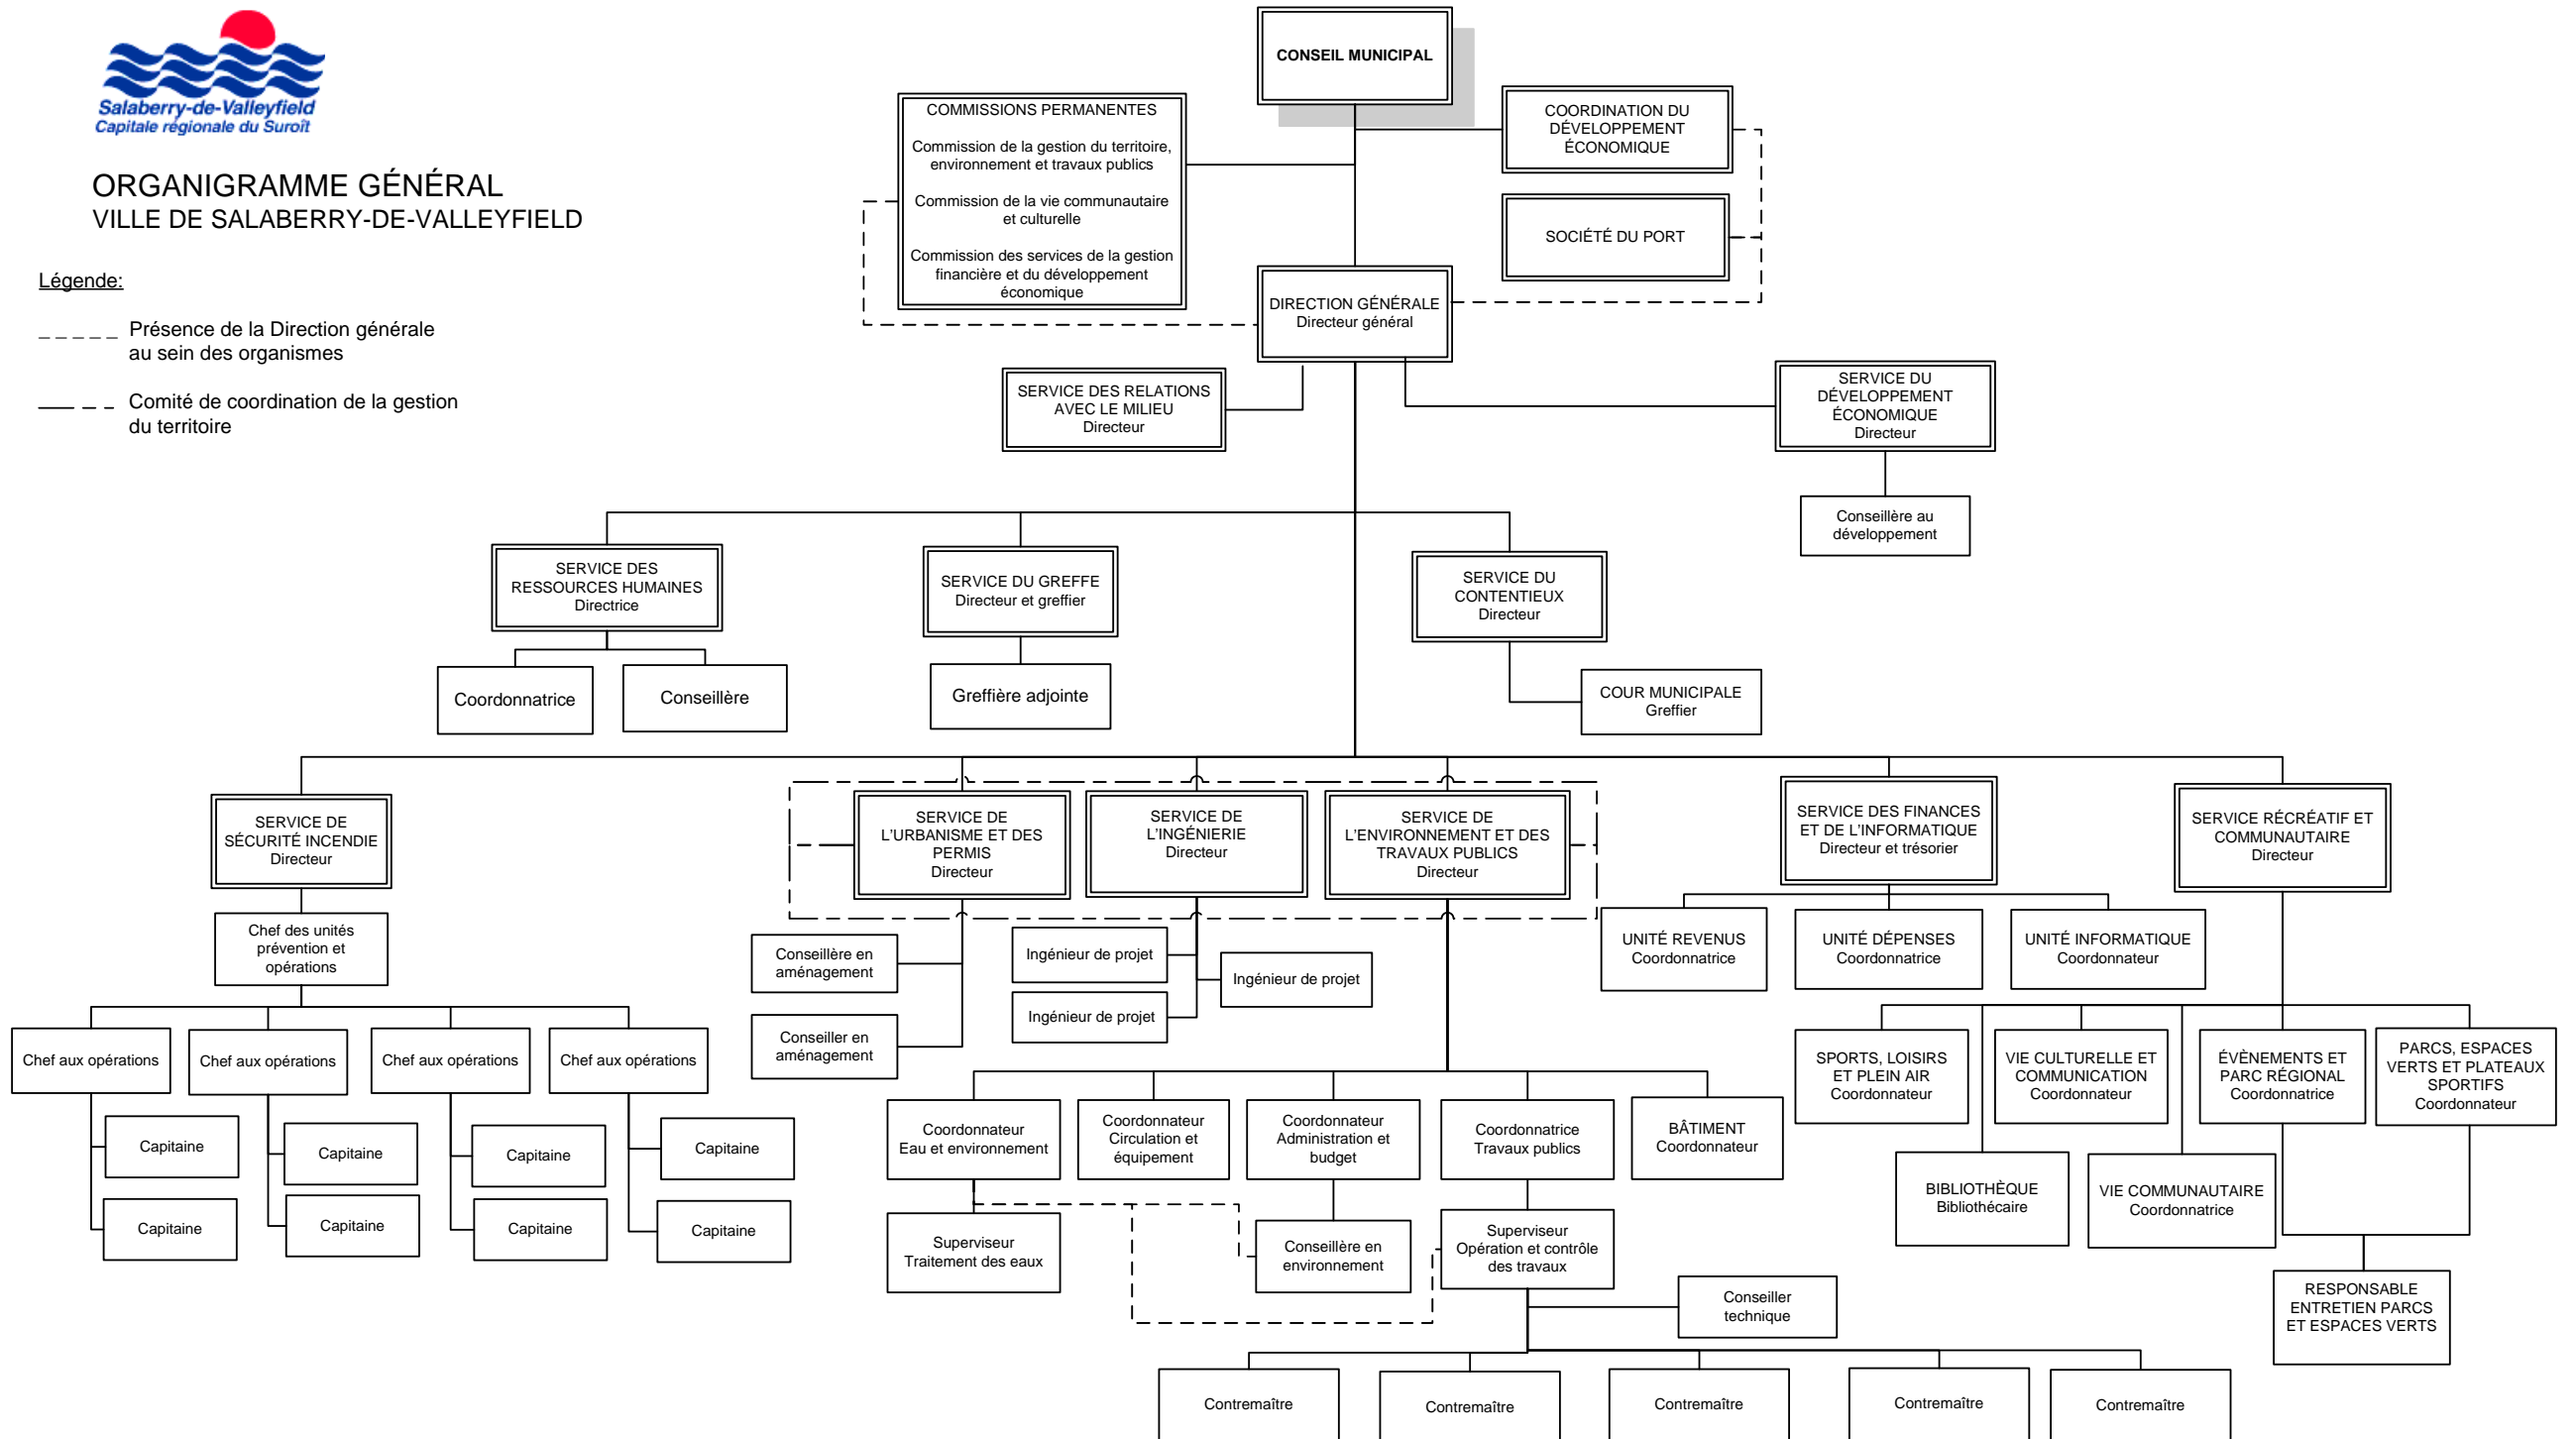 Salaberry-de-Valleyfield
Capitale régionale du Suroît
ORGANIGRAMME GÉNÉRAL
VILLE DE SALABERRY-DE-VALLEYFIELD
Légende:
Présence de la Direction générale
au sein des organismes
Comité de coordination de la gestion
du territoire
CONSEIL MUNICIPAL
COMMISSIONS PERMANENTES
Commission de la gestion du territoire,
environnement et travaux publics
Commission de la vie communautaire
et culturelle
Commission des services de la gestion
financière et du développement
économique
COORDINATION DU
DÉVELOPPEMENT
ÉCONOMIQUE
SOCIÉTÉ DU PORT
DIRECTION GÉNÉRALE
Directeur général
SERVICE DES RELATIONS
AVEC LE MILIEU
Directeur
SERVICE DU
DÉVELOPPEMENT
ÉCONOMIQUE
Directeur
Conseillère au
développement
SERVICE DES
RESSOURCES HUMAINES
Directrice
SERVICE DU GREFFE
Directeur et greffier
SERVICE DU
CONTENTIEUX
Directeur
Coordonnatrice
Conseillère
Greffière adjointe
COUR MUNICIPALE
Greffier
SERVICE DE
SÉCURITÉ INCENDIE
Directeur
SERVICE DE
L'URBANISME ET DES
PERMIS
Directeur
SERVICE DE
L'INGÉNIERIE
Directeur
SERVICE DE
L'ENVIRONNEMENT ET DES
TRAVAUX PUBLICS
Directeur
SERVICE DES FINANCES
ET DE L'INFORMATIQUE
Directeur et trésorier
SERVICE RÉCRÉATIF ET
COMMUNAUTAIRE
Directeur
Chef des unités
prévention et
opérations
Conseillère en
aménagement
Conseiller en
aménagement
Ingénieur de projet
Ingénieur de projet
Ingénieur de projet
UNITÉ REVENUS
Coordonnatrice
UNITÉ DÉPENSES
Coordonnatrice
UNITÉ INFORMATIQUE
Coordonnateur
Chef aux opérations
Chef aux opérations
Chef aux opérations
Chef aux opérations
Capitaine
Capitaine
Capitaine
Capitaine
Capitaine
Capitaine
Capitaine
Capitaine
Coordonnateur
Eau et environnement
Coordonnateur
Circulation et
équipement
Coordonnateur
Administration et
budget
Coordonnatrice
Travaux publics
BÂTIMENT
Coordonnateur
SPORTS, LOISIRS
ET PLEIN AIR
Coordonnateur
VIE CULTURELLE ET
COMMUNICATION
Coordonnateur
ÉVÈNEMENTS ET
PARC RÉGIONAL
Coordonnatrice
PARCS, ESPACES
VERTS ET PLATEAUX
SPORTIFS
Coordonnateur
BIBLIOTHÈQUE
Bibliothécaire
VIE COMMUNAUTAIRE
Coordonnatrice
Superviseur
Traitement des eaux
Conseillère en
environnement
Superviseur
Opération et contrôle
des travaux
Conseiller
technique
RESPONSABLE
ENTRETIEN PARCS
ET ESPACES VERTS
Contremaître
Contremaître
Contremaître
Contremaître
Contremaître